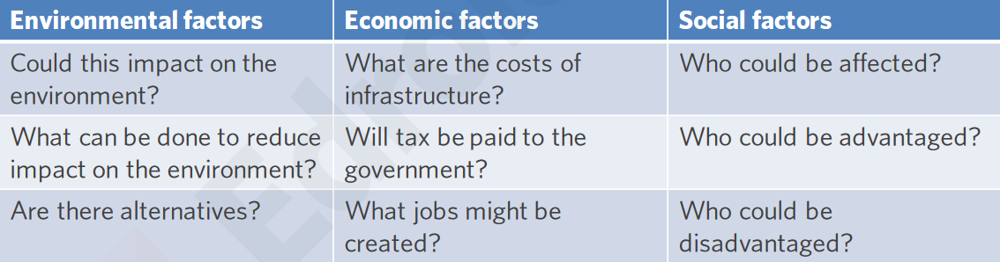 Environmental factors Economic factors Social factors
Could this impact on the What are the costs of Who could be affected?
environment? infrastructure?
What can be done to reduce Will tax be paid to the Who could be advantaged?
impact on the environment? government?
Are there alternatives? What jobs might be Who could be
created? disadvantaged?